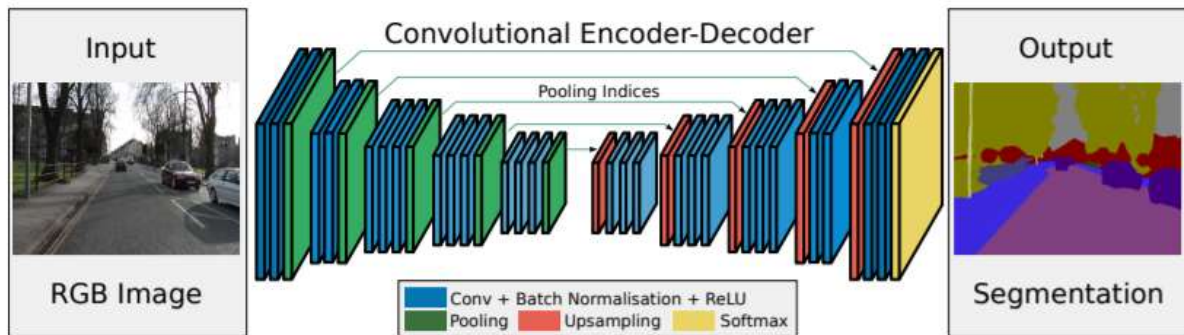 Input
RGB Image
Convolutional Encoder-Decoder
Pooling Indices
Conv + Batch Normalisation + ReLU
Pooling Upsampling Softmax
Output
Segmentation